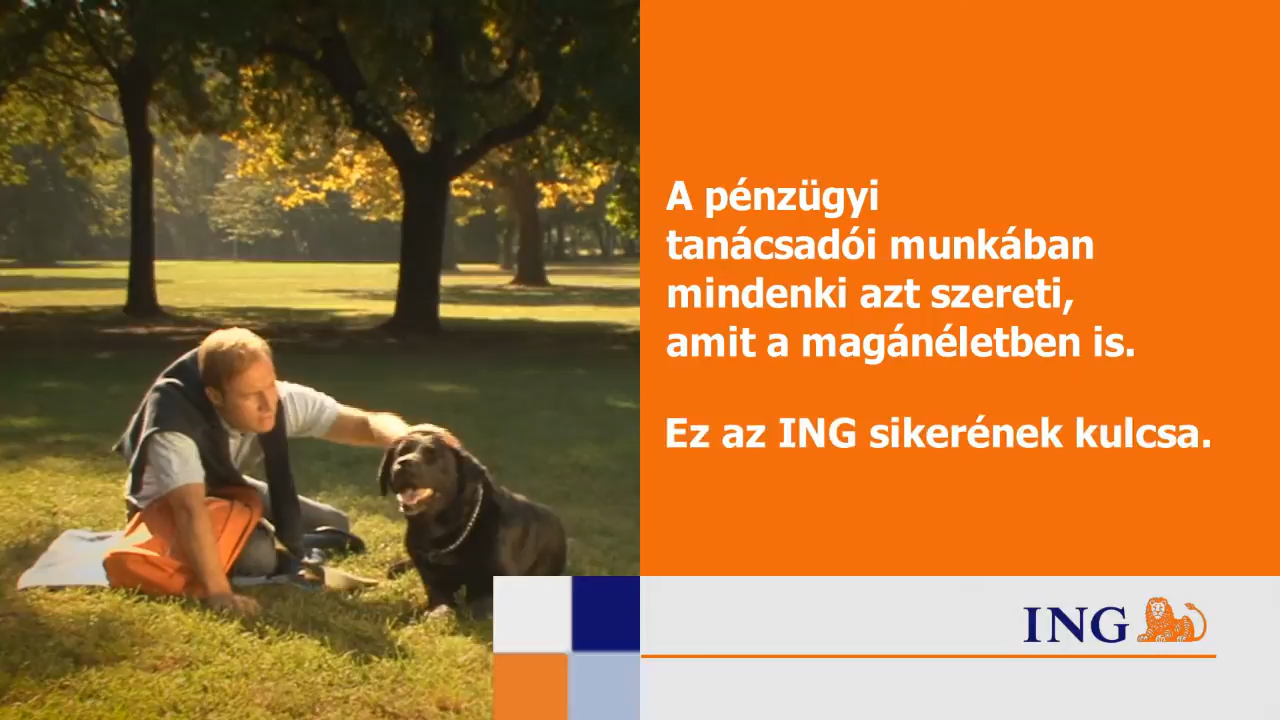 A pénzügyi
tanácsadói munkában
mindenki azt szereti,
amit a magánéletben is.
Ez az ING sikerének kulcsa.
ING